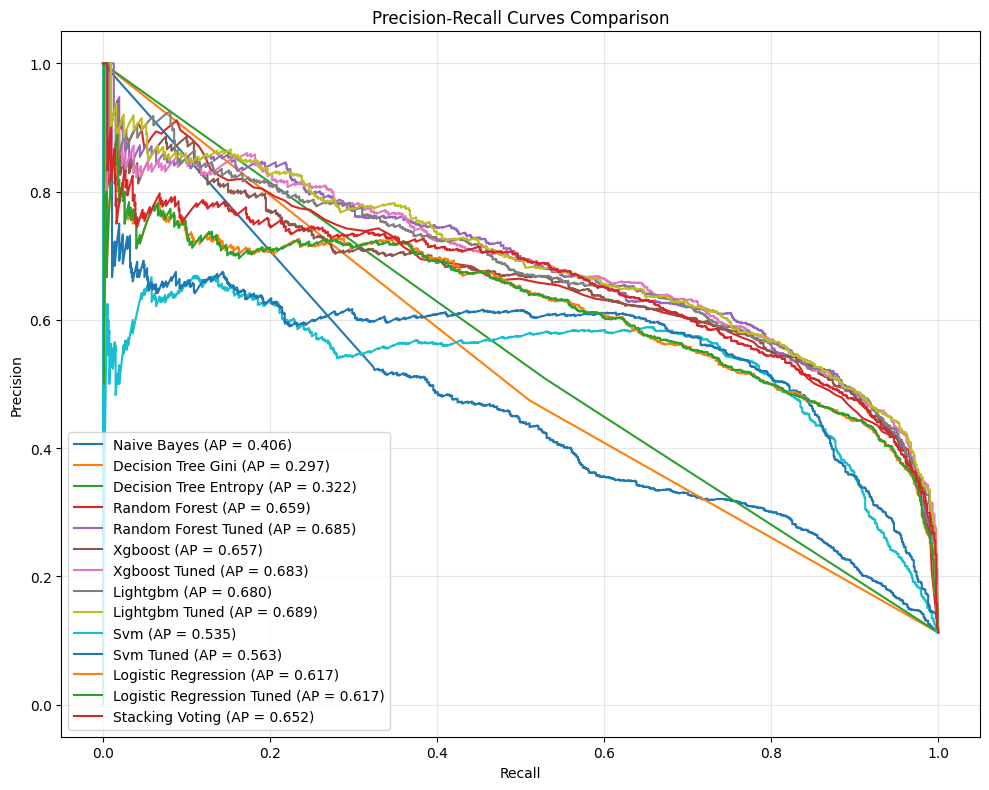 Precision-Recall Curves Comparison
1.0
0.8
0.6
0.4
0.2
0.0
Precision
Naive Bayes (AP = 0.406)
Decision Tree Gini (AP = 0.297)
Decision Tree Entropy (AP = 0.322)
Random Forest (AP = 0.659)
Random Forest Tuned (AP = 0.685)
Xgboost (AP = 0.657)
Xgboost Tuned (AP = 0.683)
Lightgbm (AP = 0.680)
Lightgbm Tuned (AP = 0.689)
Svm (AP = 0.535)
Svm Tuned (AP = 0.563)
Logistic Regression (AP = 0.617)
Logistic Regression Tuned (AP = 0.617)
Stacking Voting (AP = 0.652)
0.0 0.2 0.4 0.6 0.8 1.0
Recall